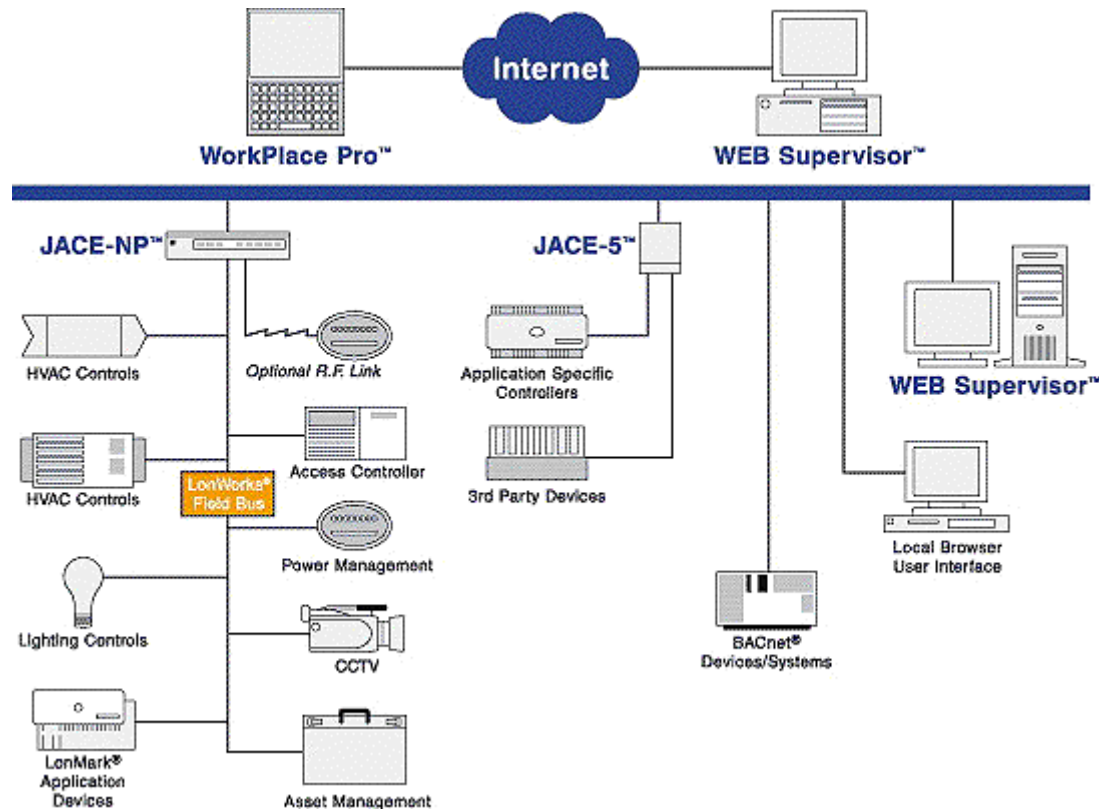 Internet
WorkPlace Pro™
WEB Supervisor™
JACE-NP™
JACE-5™
HVAC Controls
Optional R.F. Link
Application Specific
Controllers
WEB Supervisor™
HVAC Controls
LonWorks®
Field Bus
Access Controller
3rd Party Devices
Power Management
Local Browser
User Interface
Lighting Controls
CCTV
BACnet®
Devices/Systems
LonMark®
Application
Devices
Asset Management